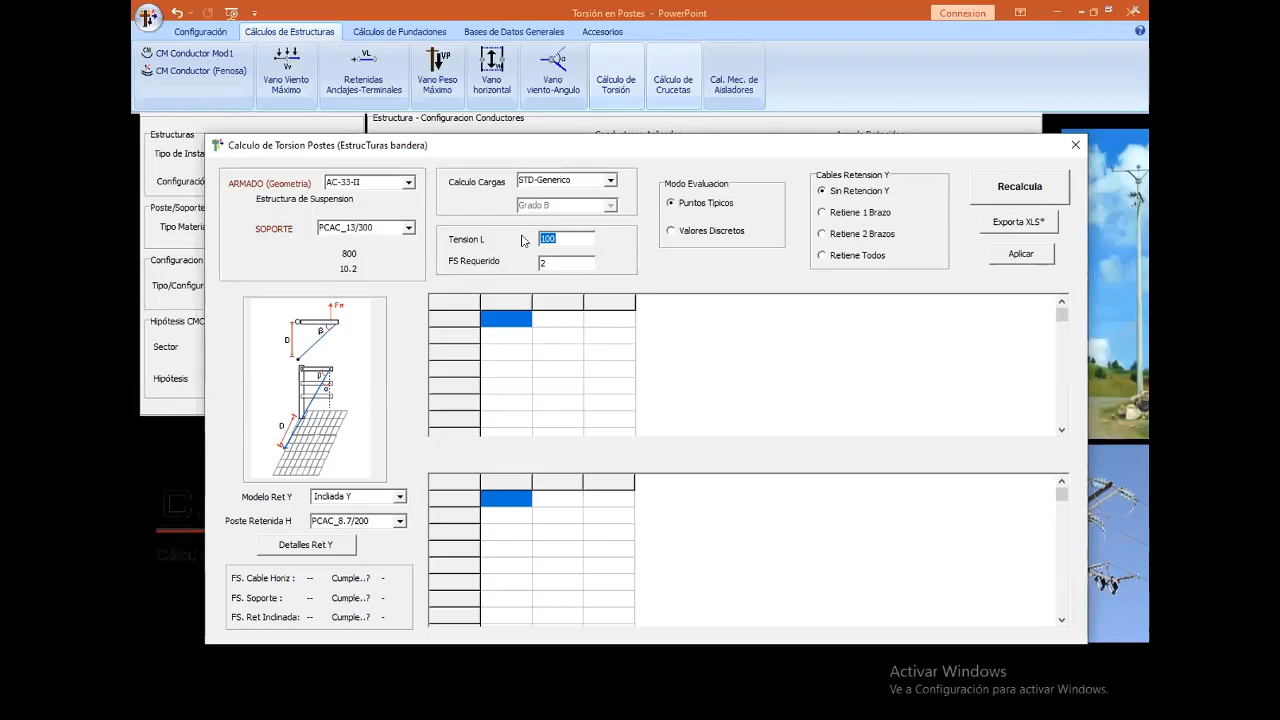 Torsión en Postes - PowerPoint
Connexion
Configuración
Cálculos de Estructuras
Cálculos de Fundaciones
Bases de Datos Generales
Accesorios
CM Conductor Mod1
CM Conductor (Fenosa)
Vano Viento
Máximo
Retenidas
Anclajes-Terminales
Vano Peso
Máximo
Vano
horizontal
Vano
viento-Angulo
Cálculo de
Torsión
Cálculo de
Crucetas
Cal. Mec. de
Aisladores
Estructura - Configuracion Conductores
Estructuras
Tipo de Insta
Configuració
Poste/Soporte
Tipo Material
Configuracion
Tipo/Configur
Hipótesis CMC
Sector
Hipótesis
Calculo de Torsion Postes (EstrucTuras bandera)
ARMADO (Geometria)
AC-33-II
Estructura de Suspension
SOPORTE
PCAC_13/300
800
10.2
Calculo Cargas
STD-Generico
Grado B
Tension L
100
FS Requerido
2
Modo Evaluacion
Puntos Tipicos
Valores Discretos
Cables Retension Y
Sin Retencion Y
Retiene 1 Brazo
Retiene 2 Brazos
Retiene Todos
Recalcula
Exporta XLS*
Aplicar
D
β
D
Modelo Ret Y
Incliada Y
Poste Retenida H
PCAC_8.7/200
Detalles Ret Y
FS. Cable Horiz : -- Cumple..? -
FS. Soporte : -- Cumple..? -
FS. Ret Inclinada: -- Cumple..? -
Activar Windows
Ve a Configuración para activar Windows.